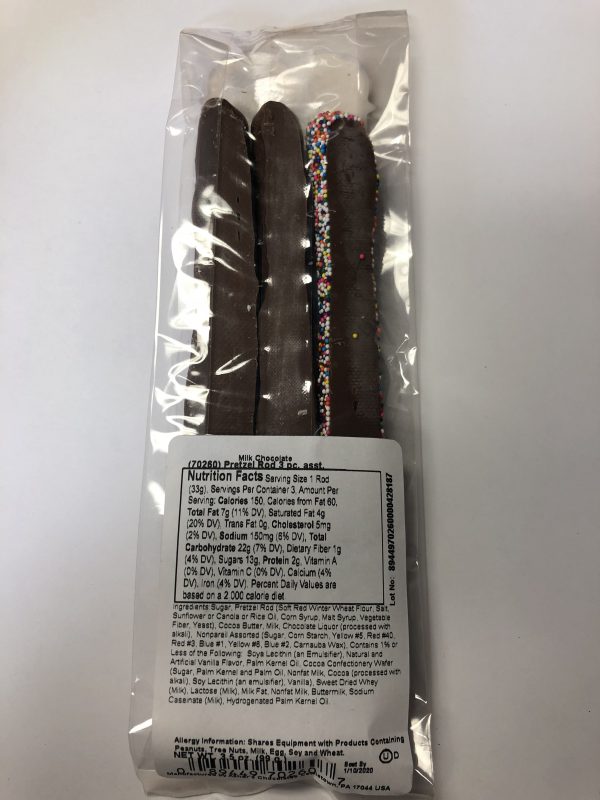 Milk Chocolate
(70260) Pretzel Rod 3 pc. asst.
Nutrition Facts Serving Size 1 Rod
(33g), Servings Per Container 3, Amount Per
Serving: Calories 150, Calories from Fat 60,
Total Fat 7g (11% DV), Saturated Fat 4g
(20% DV), Trans Fat 0g, Cholesterol 5mg
(2% DV), Sodium 150mg (6% DV), Total
Carbohydrate 22g (7% DV), Dietary Fiber 1g
(4% DV), Sugars 13g, Protein 2g, Vitamin A
(0% DV), Vitamin C (0% DV), Calcium (4%
DV), Iron (4% DV). Percent Daily Values are
based on a 2 000 calorie diet
Lot No: 8944970260000428187
Ingredients:Sugar, Pretzel Rod (Soft Red Winter Wheat Flour, Salt,
Sunflower or Canola or Rice Oil, Corn Syrup, Malt Syrup, Vegetable
Fiber, Yeast), Cocoa Butter, Milk, Chocolate Liquor (processed with
alkali), Nonpareil Assorted (Sugar, Corn Starch, Yellow #5, Red #40,
Red #3, Blue #1, Yellow #6, Blue #2, Carnauba Wax), Contains 1% or
Less of the Following: Soya Lecithin (an Emulsifier), Natural and
Artificial Vanilla Flavor, Palm Kernel Oil, Cocoa Confectionery Wafer
(Sugar, Palm Kernel and Palm Oil, Nonfat Milk, Cocoa (processed with
alkali), Soy Lecithin (an emulsifier), Vanilla), Sweet Dried Whey
(Milk), Lactose (Milk), Milk Fat, Nonfat Milk, Buttermilk, Sodium
Caseinate (Milk), Hydrogenated Palm Kernel Oil.
Allergy Information: Shares Equipment with Products Containing
Peanuts, Tree Nuts, Milk, Egg, Soy and Wheat.
NET WT
U D
Best By
1/10/2020
PA 17044 USA